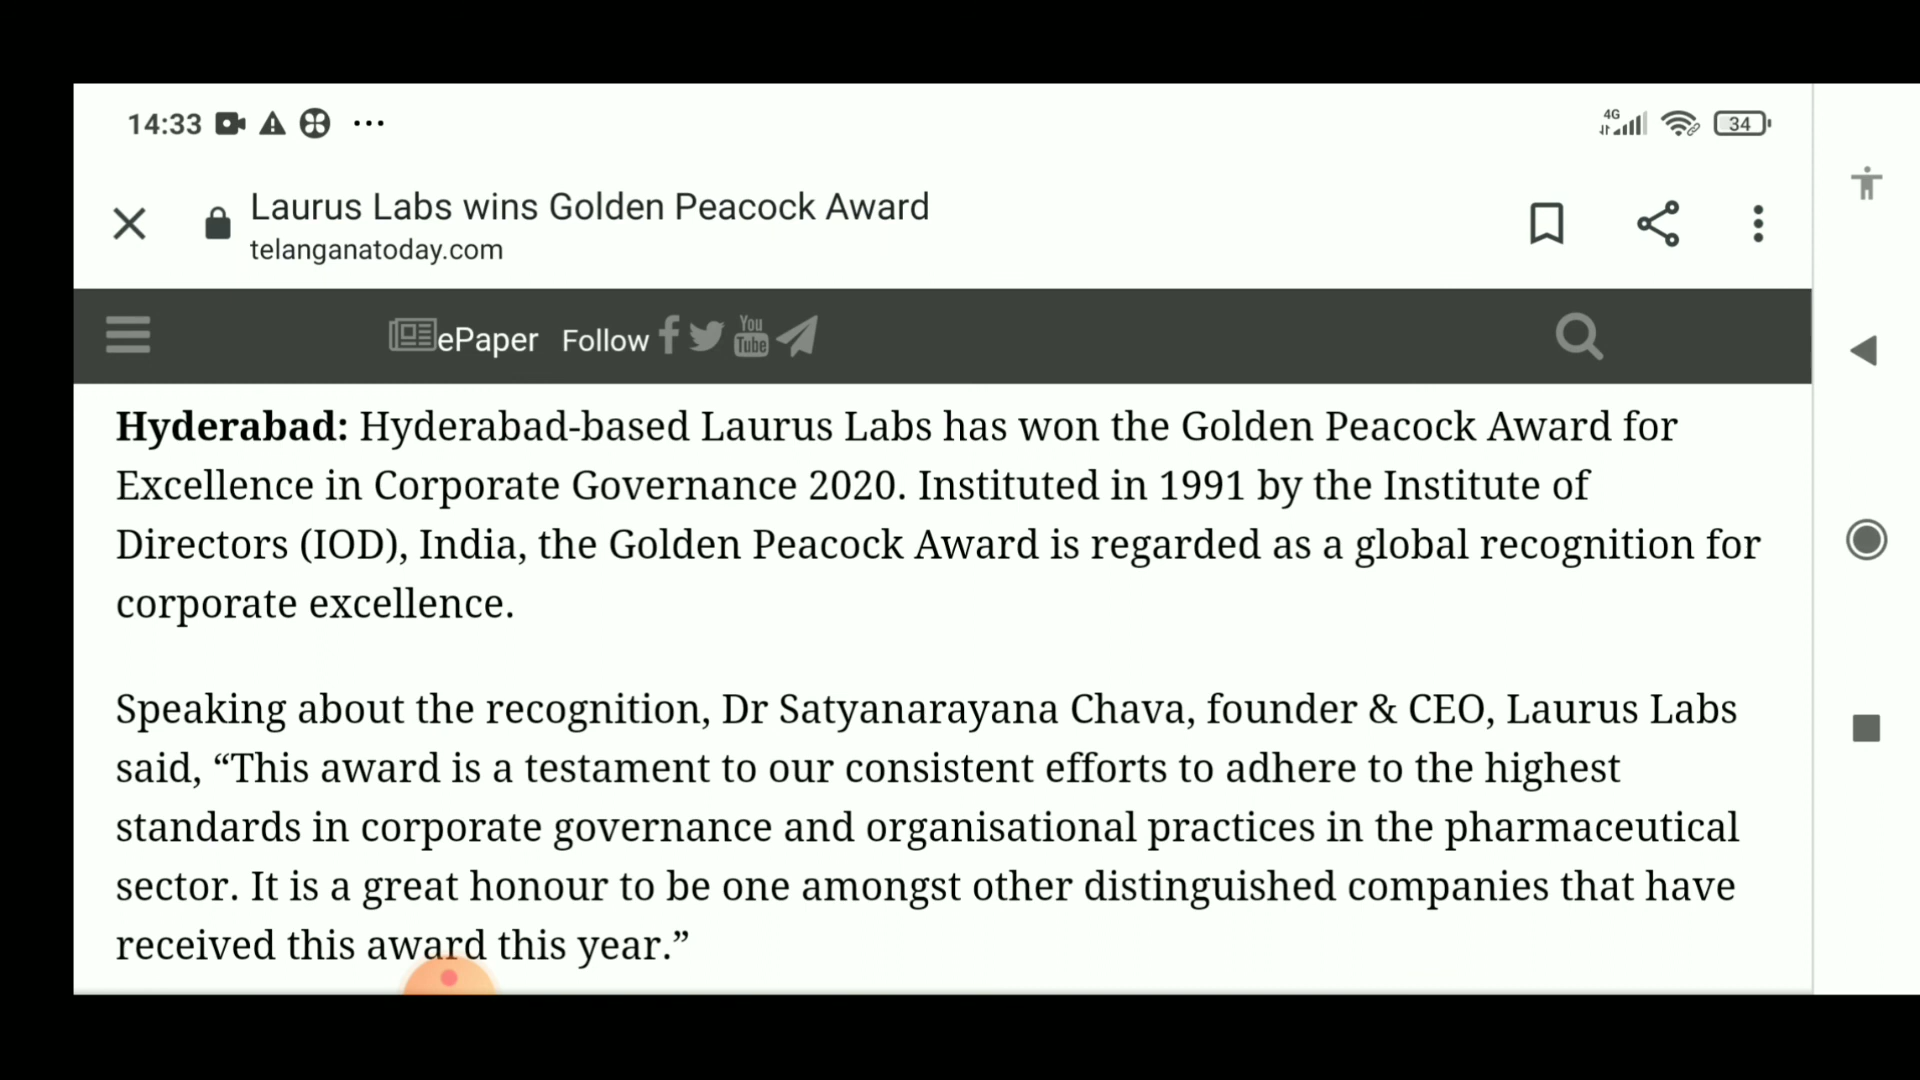 14:33
4G
34
Laurus Labs wins Golden Peacock Award
telanganatoday.com
ePaper Follow You Tube
Hyderabad: Hyderabad-based Laurus Labs has won the Golden Peacock Award for
Excellence in Corporate Governance 2020. Instituted in 1991 by the Institute of
Directors (IOD), India, the Golden Peacock Award is regarded as a global recognition for
corporate excellence.
Speaking about the recognition, Dr Satyanarayana Chava, founder & CEO, Laurus Labs
said, “This award is a testament to our consistent efforts to adhere to the highest
standards in corporate governance and organisational practices in the pharmaceutical
sector. It is a great honour to be one amongst other distinguished companies that have
received this award this year.”